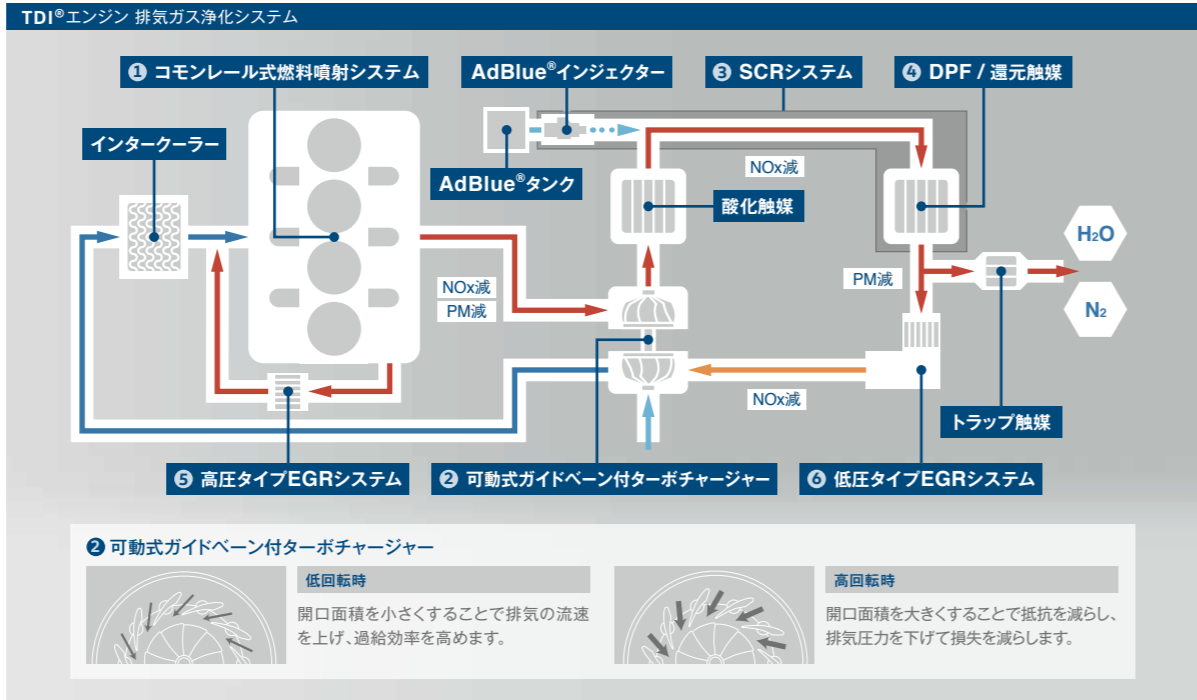 TDI®エンジン 排気ガス浄化システム
❶ コモンレール式燃料噴射システム
AdBlue®インジェクター
❸ SCRシステム
❹ DPF / 還元触媒
インタークーラー
AdBlue®タンク
NOx減
酸化触媒
H2O
NOx減
PM減
PM減
N2
NOx減
トラップ触媒
❺ 高圧タイプEGRシステム
❷ 可動式ガイドベーン付ターボチャージャー
❻ 低圧タイプEGRシステム
❷ 可動式ガイドベーン付ターボチャージャー
低回転時
開口面積を小さくすることで排気の流速
を上げ、過給効率を高めます。
高回転時
開口面積を大きくすることで抵抗を減らし、
排気圧力を下げて損失を減らします。